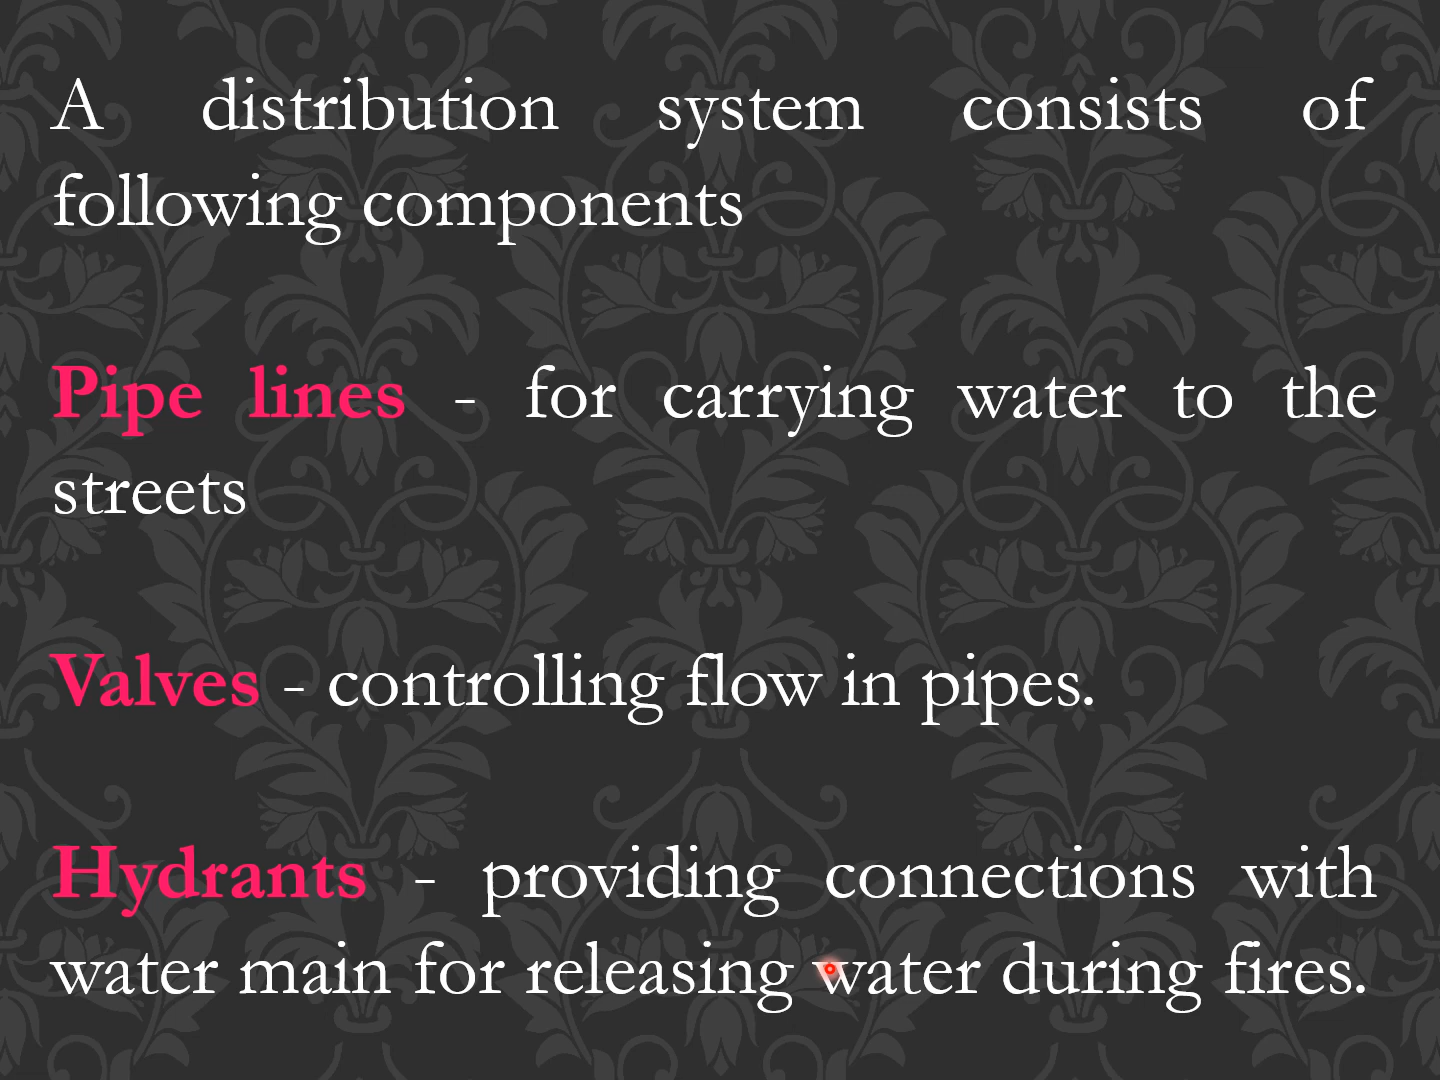 A distribution system consists of
following components
Pipe lines - for carrying water to the
streets
Valves - controlling flow in pipes.
Hydrants - providing connections with
water main for releasing water during fires.